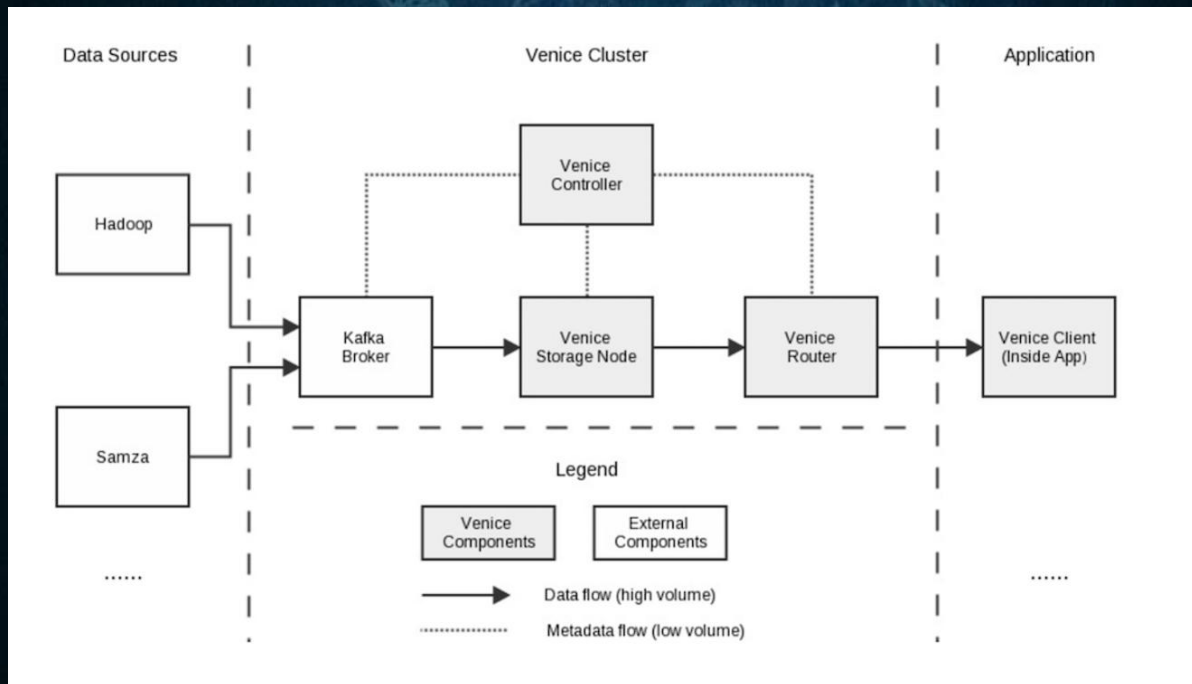 Data Sources
Venice Cluster
Application
Venice
Controller
Hadoop
Kafka
Broker
Venice
Storage Node
Venice
Router
Venice Client
(Inside App)
Samza
Legend
Venice
Components
External
Components
......
Data flow (high volume)
......
Metadata flow (low volume)